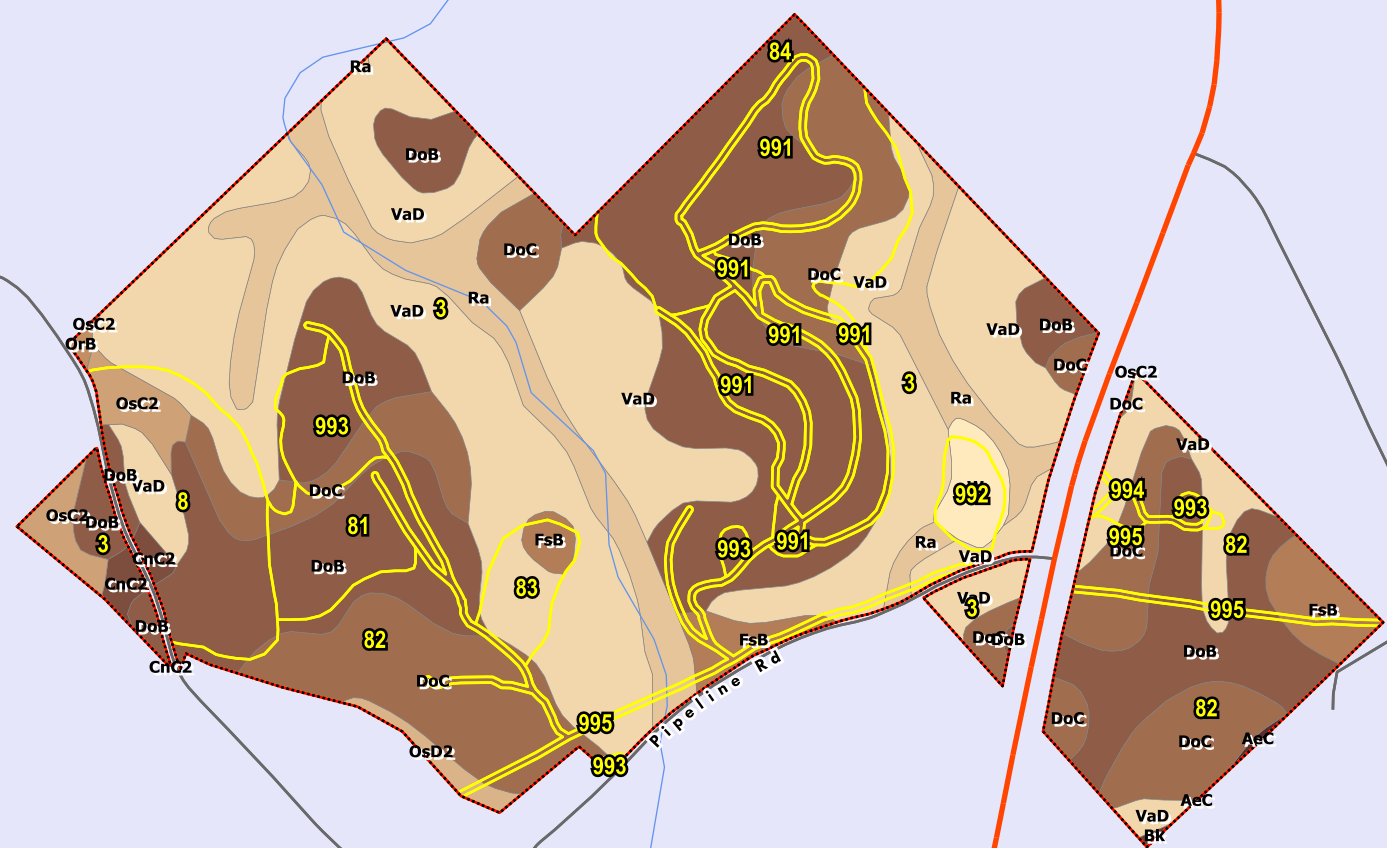 84
Ra
991
DoB
DoB
VaD
DoC
991
DoC
VaD
Ra
VaD
3
991
991
OsC2
OrB
VaD
DoB
DoC
OsC2
DoB
991
3
VaD
Ra
DoC
OsC2
993
VaD
DoB
VaD
8
DoC
994
993
992
OsC2
DoB
81
3
DoB
FsB
993
991
Ra
995
DoC
82
CnC2
DoB
VaD
CnC2
83
VaD
3
995
FsB
DoB
82
FsB
DoC
DoB
DoB
CnC2
DoC
82
995
Pipeline Rd
DoC
DoC
AeC
OsD2
993
AeC
VaD
Bk